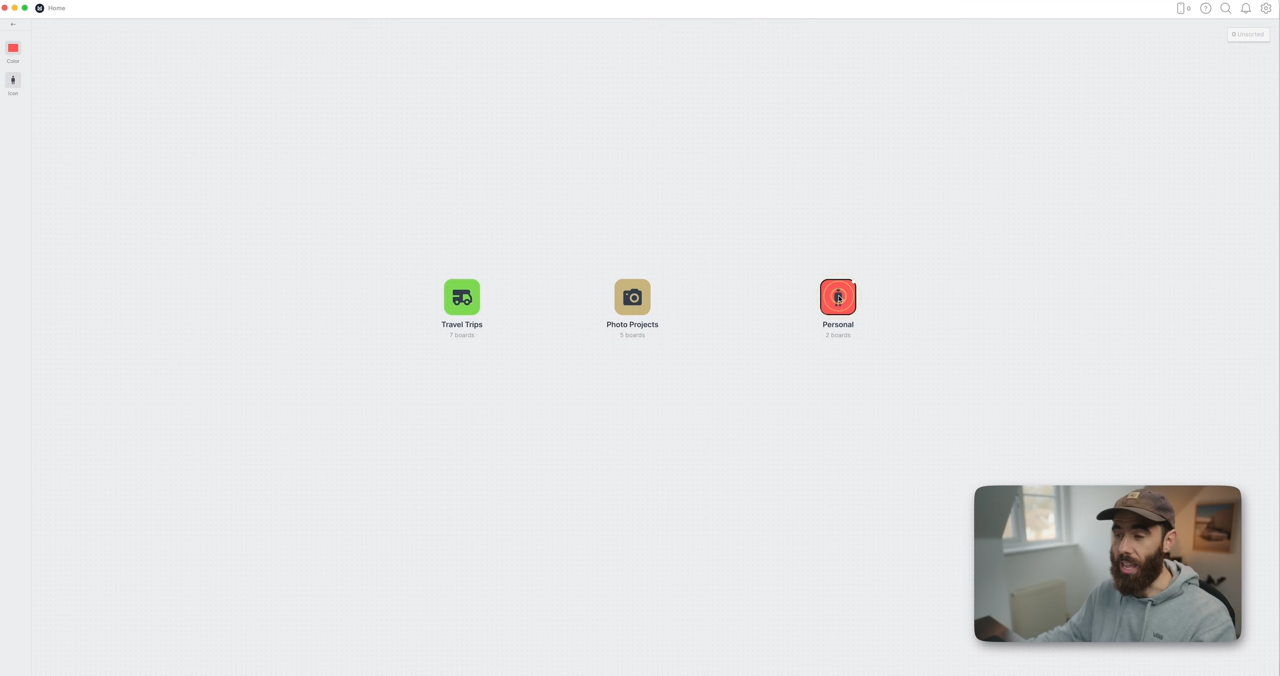 Home
0
?
Color
Icon
0 Unsorted
Travel Trips
7 boards
Photo Projects
5 boards
Personal
2 boards